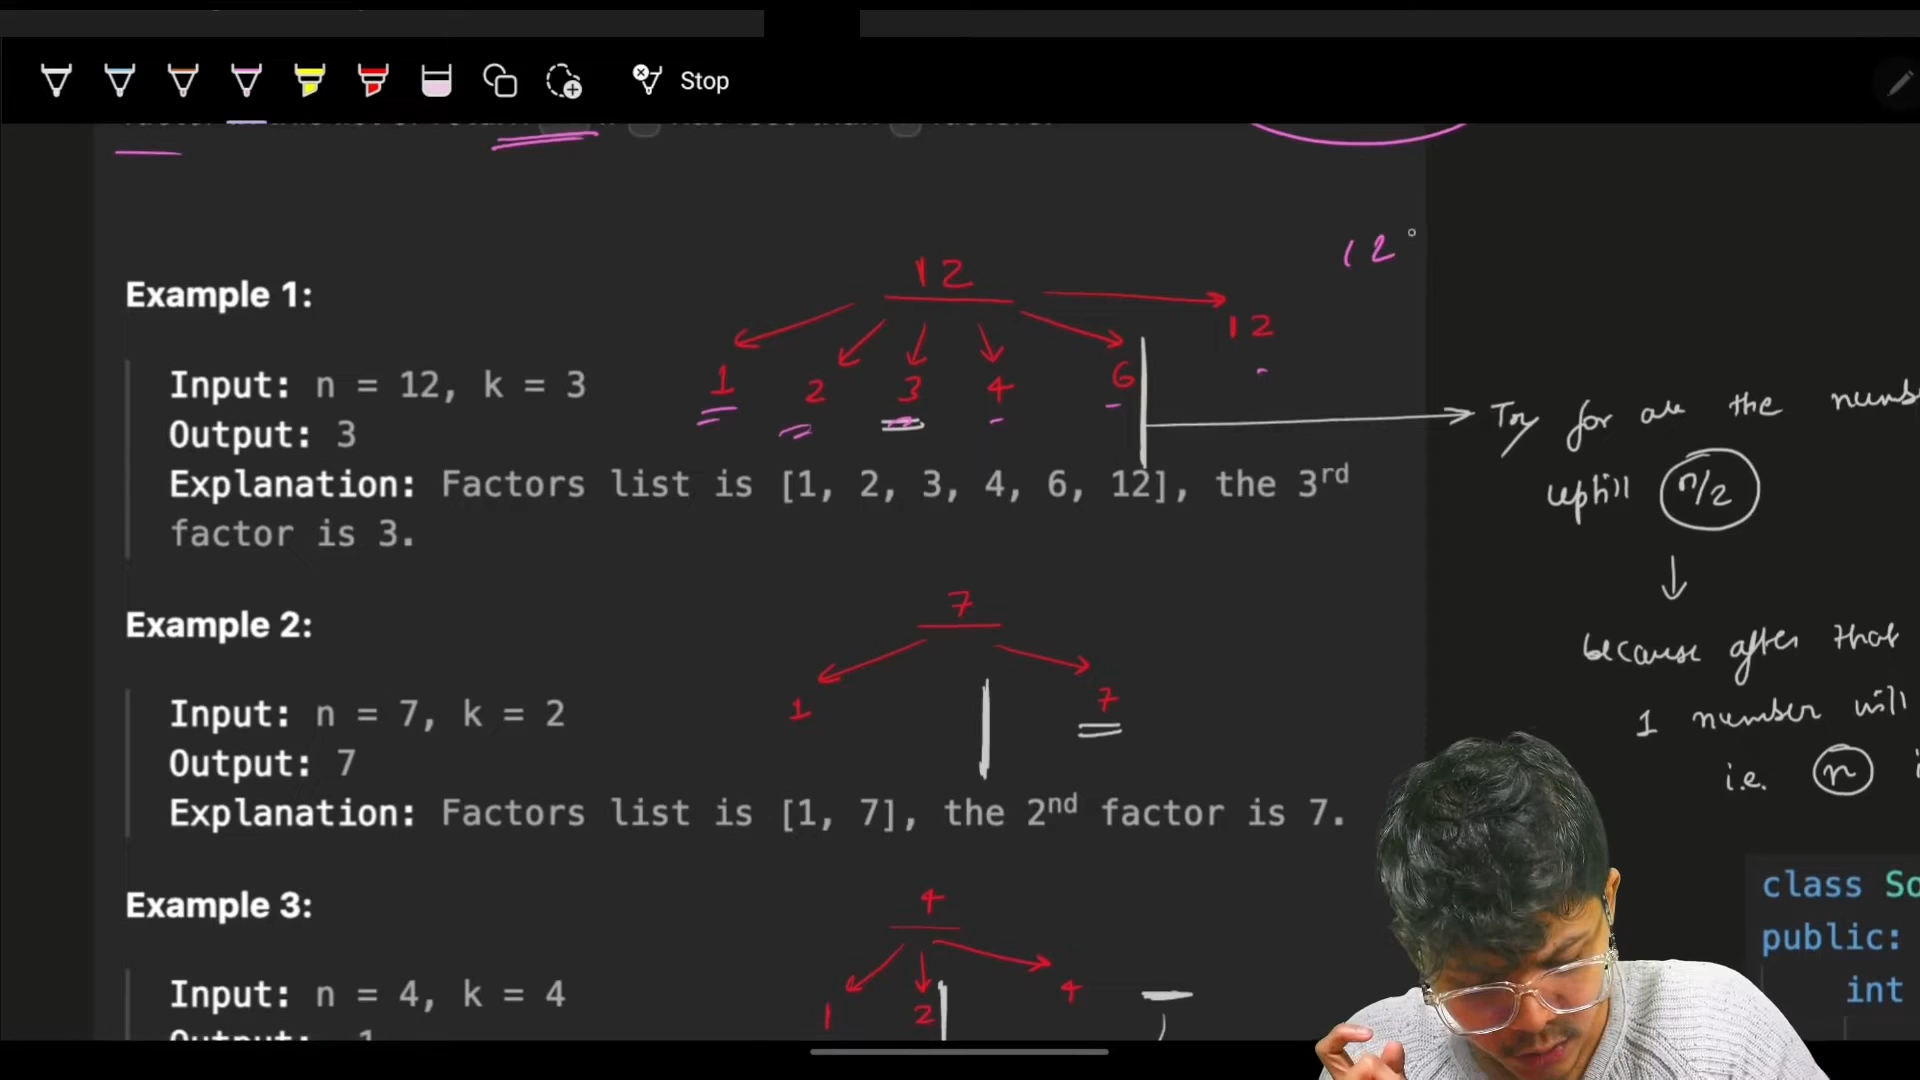 Stop
12
Example 1:
12
12
1 2 3 4 6
Input: n = 12, k = 3
Output: 3
Explanation: Factors list is [1, 2, 3, 4, 6, 12], the 3rd
factor is 3.
Try for all the
uptill n/2
because after that
1 number will
i.e. n
Example 2:
7
1 7
Input: n = 7, k = 2
Output: 7
Explanation: Factors list is [1, 7], the 2nd factor is 7.
Example 3:
4
1 2 4
Input: n = 4, k = 4
class So
public:
int